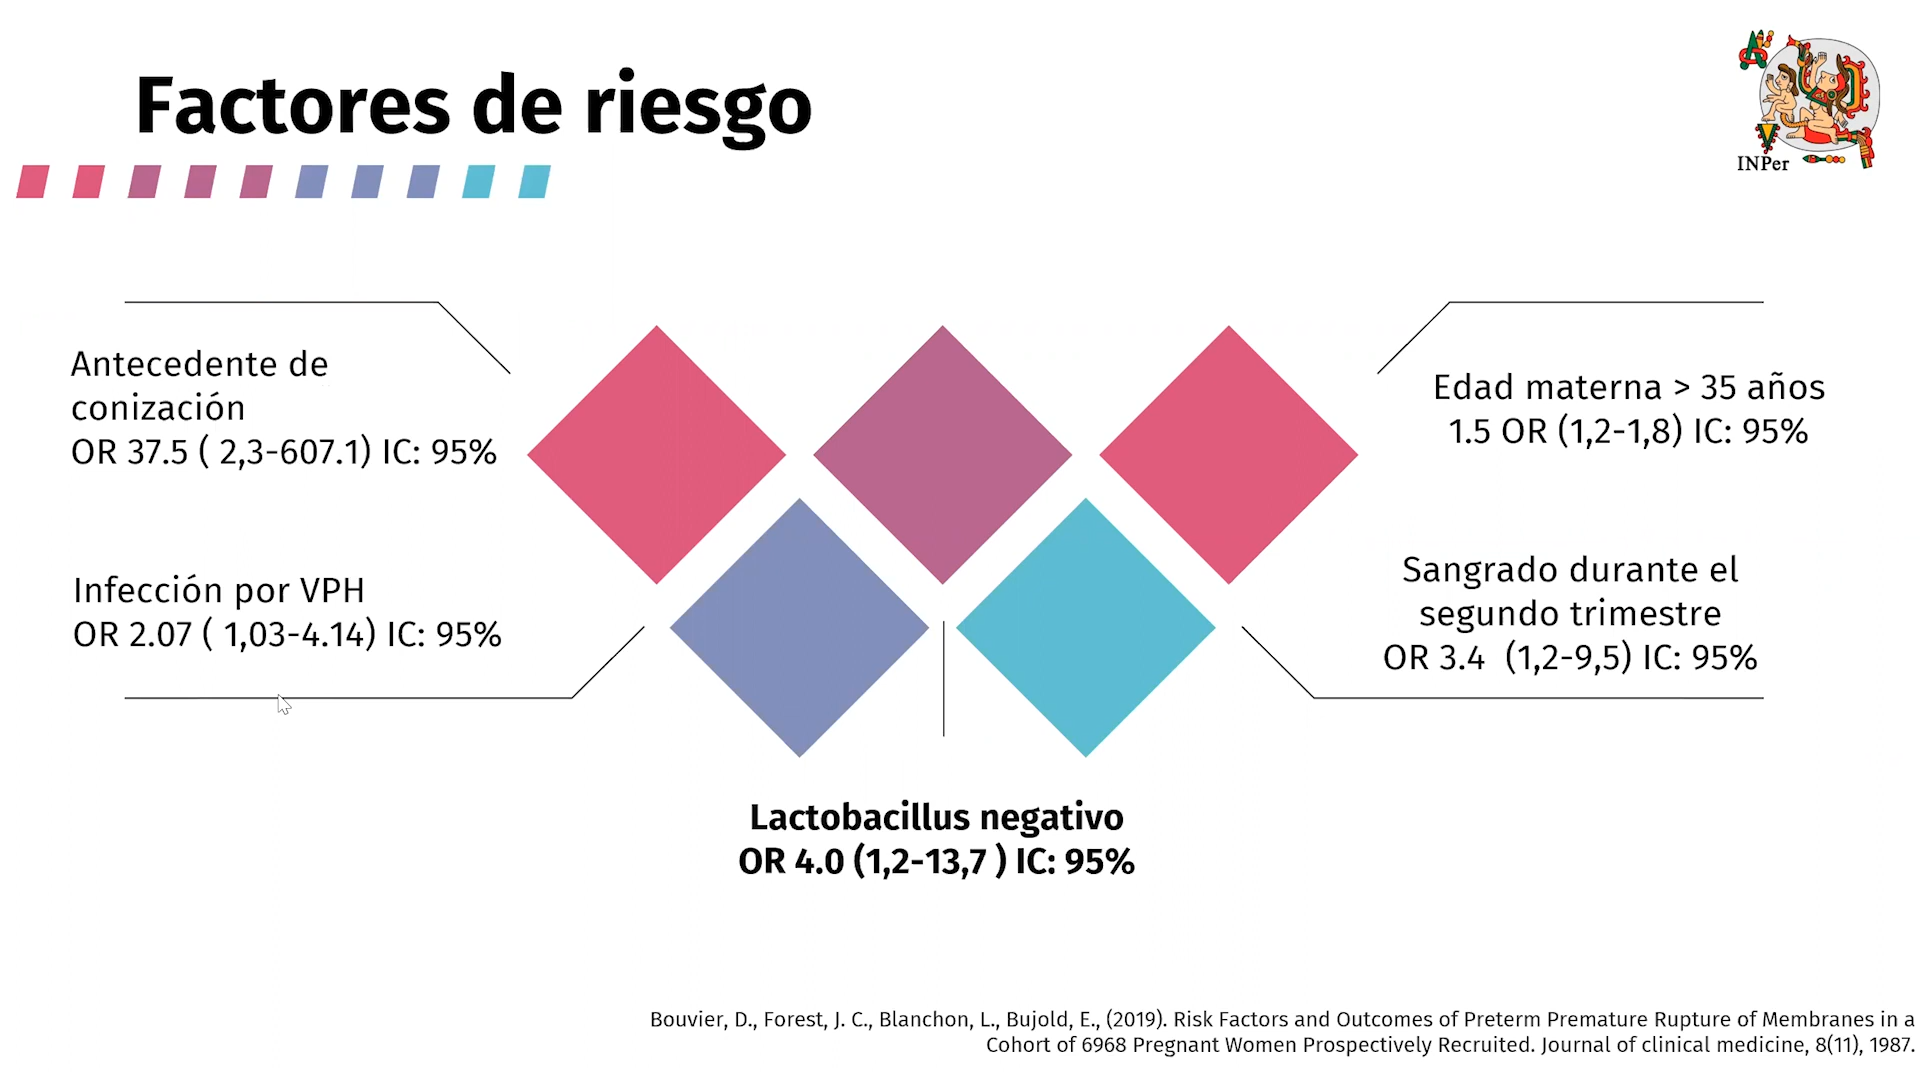 Factores de riesgo
INPer
Antecedente de
conización
OR 37.5 ( 2,3-607.1) IC: 95%
Edad materna > 35 años
1.5 OR (1,2-1,8) IC: 95%
Infección por VPH
OR 2.07 ( 1,03-4.14) IC: 95%
Sangrado durante el
segundo trimestre
OR 3.4  (1,2-9,5) IC: 95%
Lactobacillus negativo
OR 4.0 (1,2-13,7 ) IC: 95%
Bouvier, D., Forest, J. C., Blanchon, L., Bujold, E., (2019). Risk Factors and Outcomes of Preterm Premature Rupture of Membranes in a
Cohort of 6968 Pregnant Women Prospectively Recruited. Journal of clinical medicine, 8(11), 1987.